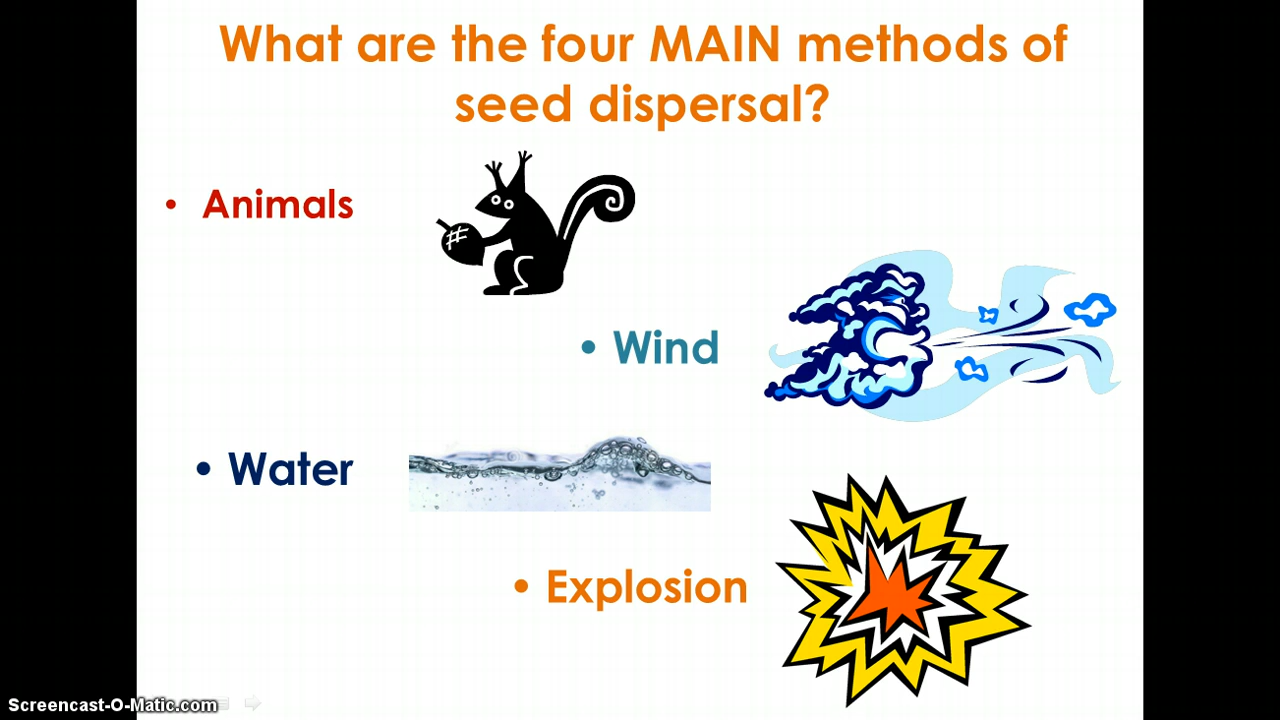 What are the four MAIN methods of
seed dispersal?
• Animals
• Wind
• Water
• Explosion
Screencast-O-Matic.com